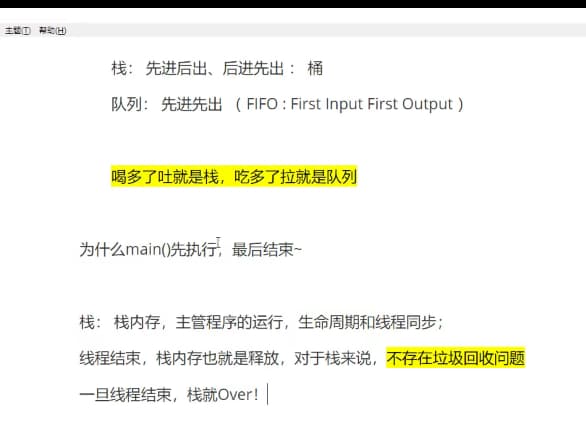 主题(T) 帮助(H)
栈： 先进后出、后进先出 ： 桶
队列： 先进先出 （ FIFO : First Input First Output ）
喝多了吐就是栈，吃多了拉就是队列
为什么main()先执行，最后结束~
栈： 栈内存，主管程序的运行，生命周期和线程同步；
线程结束，栈内存也就是释放，对于栈来说，不存在垃圾回收问题
一旦线程结束，栈就Over！